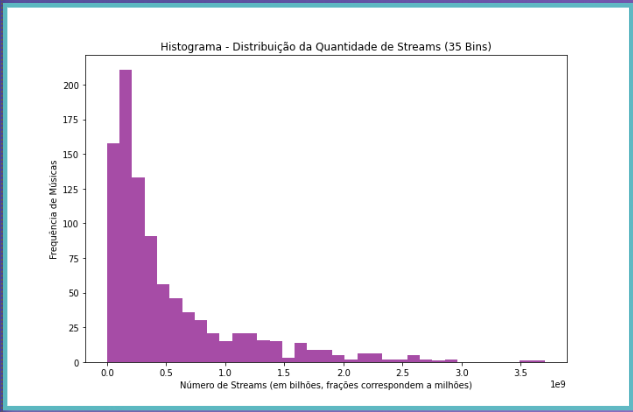 Histograma - Distribuição da Quantidade de Streams (35 Bins)
Frequência de Músicas
200
175
150
125
100
75
50
25
0
0.0 0.5 1.0 1.5 2.0 2.5 3.0 3.5
1e9
Número de Streams (em bilhões, frações correspondem a milhões)